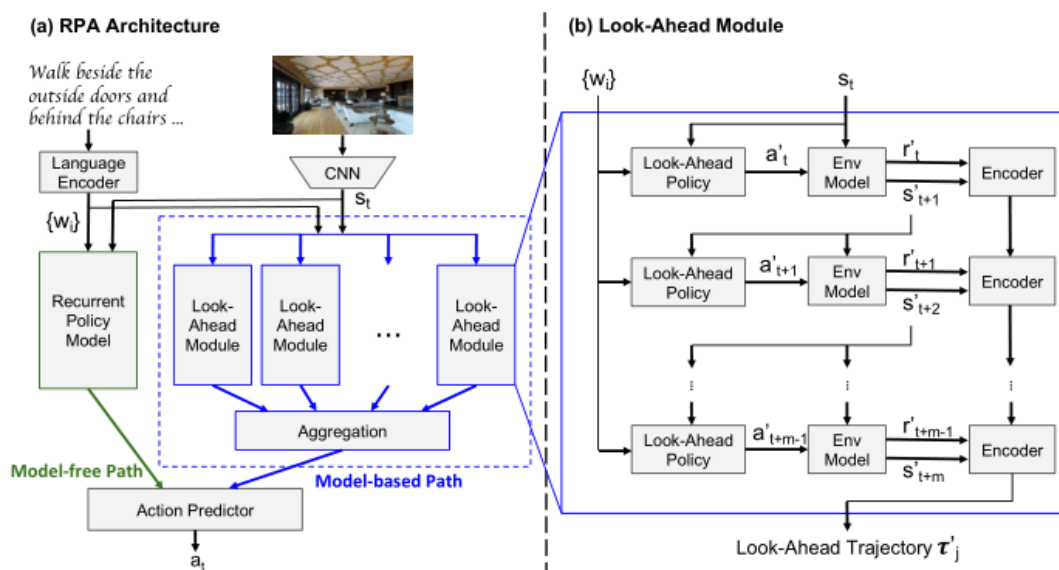 (a) RPA Architecture
Walk beside the
outside doors and
behind the chairs ...
Language
Encoder
CNN
{wᵢ}
sₜ
Recurrent
Policy
Model
Look-
Ahead
Module
Look-
Ahead
Module
...
Look-
Ahead
Module
Aggregation
Model-free Path
Model-based Path
Action Predictor
aₜ
(b) Look-Ahead Module
{wᵢ}
sₜ
Look-Ahead
Policy
a'ₜ
Env
Model
r'ₜ
s'ₜ₊₁
Encoder
Look-Ahead
Policy
a'ₜ₊₁
Env
Model
r'ₜ₊₁
s'ₜ₊₂
Encoder
...
...
...
Look-Ahead
Policy
a'ₜ₊ₘ₋₁
Env
Model
r'ₜ₊ₘ₋₁
s'ₜ₊ₘ
Encoder
Look-Ahead Trajectory τ'ⱼ